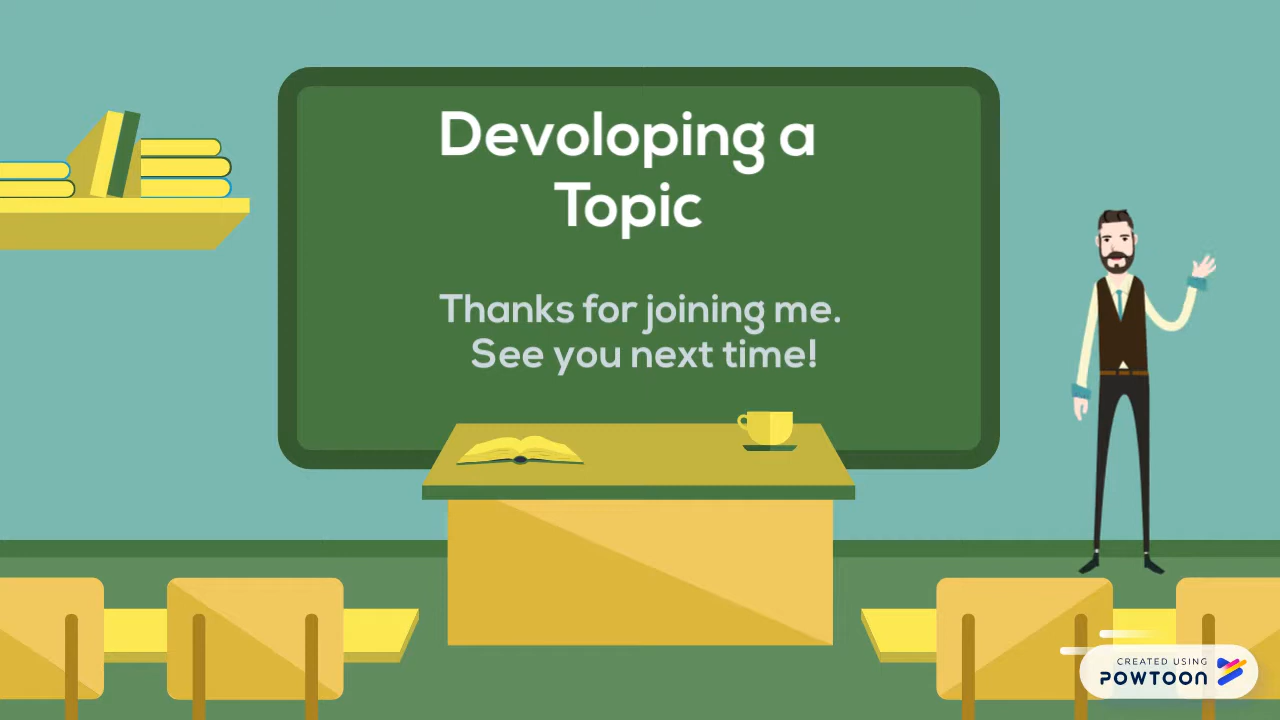 Devoloping a
Topic
Thanks for joining me.
See you next time!
CREATED USING
POWTOON